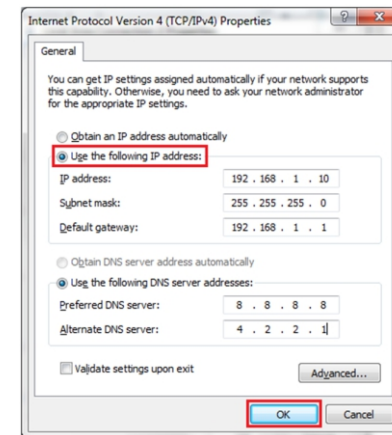 Internet Protocol Version 4 (TCP/IPv4) Properties
General
You can get IP settings assigned automatically if your network supports
this capability. Otherwise, you need to ask your network administrator
for the appropriate IP settings.
Obtain an IP address automatically
Use the following IP address:
IP address: 192 . 168 . 1 . 10
Subnet mask: 255 . 255 . 255 . 0
Default gateway: 192 . 168 . 1 . 1
Obtain DNS server address automatically
Use the following DNS server addresses:
Preferred DNS server: 8 . 8 . 8 . 8
Alternate DNS server: 4 . 2 . 2 . 1
Validate settings upon exit
Advanced...
OK Cancel